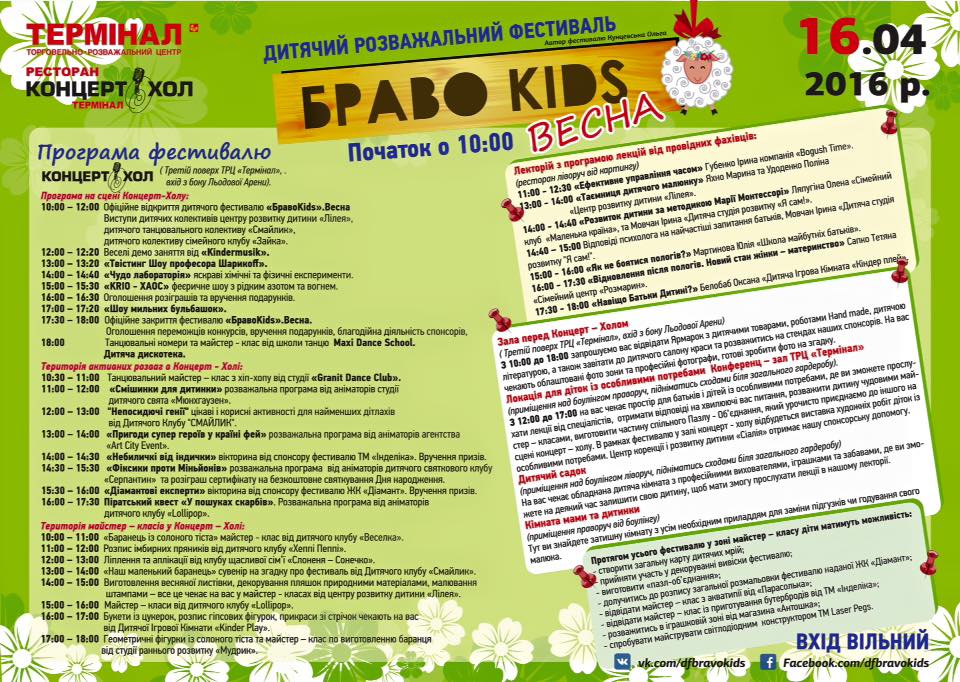 ТЕРМІНАЛ
ТОРГОВЕЛЬНО-РОЗВАЖАЛЬНИЙ ЦЕНТР
РЕСТОРАН
КОНЦЕРТ ХОЛ
ТЕРМІНАЛ
ДИТЯЧИЙ РОЗВАЖАЛЬНИЙ ФЕСТИВАЛЬ
Автор фестивалю Кунцевська Ольга
БРАВО KIDS
ВЕСНА
Початок о 10:00
16.04
2016 р.
Програма фестивалю
КОНЦЕРТ ХОЛ
( Третій поверх ТРЦ «Термінал», .
вхід з боку Льодової Арени).
Програма на сцені Концерт-Холу:
10:00 – 12:00 Офіційне відкриття дитячого фестивалю «БравоKids».Весна
Виступи дитячих колективів центру розвитку дитини «Лілея»,
дитячого танцювального колективу «Смайлик»,
дитячого колективу сімейного клубу «Зайка».
12:00 – 12:20 Веселі демо заняття від «Kindermusik».
13:00 – 13:20 «Твістинг Шоу професора Шарикоff».
14:00 – 14:40 «Чудо лабораторія» яскраві хімічні та фізичні експерименти.
15:00 – 15:30 «KRIO - ХАОС» феєричне шоу з рідким азотом та вогнем.
16:00 – 16:30 Оголошення розіграшів та вручення подарунків.
17:00 – 17:20 «Шоу мильних бульбашок».
17:30 – 18:00 Офіційне закриття фестивалю «БравоKids».Весна.
Оголошення переможців конкурсів, вручення подарунків, благодійна діяльність спонсорів,
18:00 Танцювальні номери та майстер - клас від школи танцю Maxi Dance School.
Дитяча дискотека.
Територія активних розваг в Концерт - Холі:
10:30 – 11:00 Танцювальний майстер – клас з хіп-хопу від студії «Granit Dance Club».
11:00 – 12:00 «Смішинки для дитинки» розважальна програма від аніматорів студії
дитячого свята «Мюнхгаузен».
12:00 – 13:00 "Непосидючі генії" цікаві і корисні активності для найменших дітлахів
від Дитячого Клубу "СМАЙЛИК".
13:00 – 14:00 «Пригоди супер героїв у країні фей» розважальна програма від аніматорів агентства
«Art City Event».
14:00 – 14:30 «Небилички від індички» вікторина від спонсору фестивалю ТМ «Інделіка». Вручення призів.
14:30 – 15:30 «Фіксики проти Міньйонів» розважальна програма від аніматорів дитячого святкового клубу
«Серпантин» та розіграш сертифікату на безкоштовне святкування Дня народження.
15:30 – 16:00 «Діамантові експерти» вікторина від спонсору фестивалю ЖК «Діамант». Вручення призів.
16:00 – 17:30 Піратський квест «У пошуках скарбів». Розважальна програма від аніматорів
дитячого клубу «Lollipop».
Територія майстер – класів у Концерт – Холі:
10:00 – 11:00 «Баранець із солоного тіста» майстер - клас від дитячого клубу «Веселка».
11:00 – 12:00 Розпис імбирних пряників від дитячого клубу «Хеппі Пеппі».
12:00 – 13:00 Ліплення та аплікації від клубу щасливої сім'ї «Слоненя – Сонечко».
13:00 – 14:00 «Наш маленький баранець» сувенір на згадку про фестиваль від Дитячого клубу «Смайлик».
14:00 – 15:00 Виготовлення весняної листівки, декорування пляшок природними матеріалами, малювання
штампами – все це чекає на вас у майстер - класах від центру розвитку дитини «Лілея».
15:00 – 16:00 Майстер - класи від дитячого клубу «Lollipop».
16:00 – 17:00 Букети із цукерок, розпис гіпсових фігурок, прикраси зі стрічок чекають на вас
від Дитячої Ігрової Кімнати «Kinder Play».
17:00 – 18:00 Геометричні фігурки із солоного тіста та майстер – клас по виготовленню баранця
від студії раннього розвитку «Мудрик».
Лекторій з програмою лекцій від провідних фахівців:
(ресторан ліворуч від картингу)
11:00 - 12:30 «Ефективне управління часом» Губенко Ірина компанія «Bogush Time».
13:00 - 14:00 «Таємниця дитячого малюнку» Яхно Марина та Удоденко Поліна
«Центр розвитку дитини «Лілея».
14:00 - 14:40 «Розвиток дитини за методикою Марії Монтессорі» Ляпугіна Олена «Сімейний
клуб «Маленька країна», та Мовчан Ірина «Дитяча студія розвитку «Я сам!».
14:40 – 15:00 Відповіді психолога на найчастіші запитання батьків, Мовчан Ірина «Дитяча студія
розвитку "Я сам!".
15:00 - 16:00 «Як не боятися пологів?» Мартинова Юлія «Школа майбутніх батьків».
16:00 – 17:30 «Відновлення після пологів. Новий стан жінки – материнство» Сапко Тетяна
«Сімейний центр «Розмарин».
17:30 - 18:00 «Навіщо Батьки Дитині?» Белобаб Оксана «Дитяча Ігрова Кімната «Кіндер плей».
Зала перед Концерт – Холом
( Третій поверх ТРЦ «Термінал», вхід з боку Льодової Арени)
З 10:00 до 18:00 запрошуємо вас відвідати Ярмарок з дитячими товарами, роботами Hand made, дитячою
літературою, а також завітати до дитячого салону краси та розважитись на стендах наших спонсорів. На вас
чекають облаштовані фото зони та професійні фотографи, готові зробити фото на згадку.
Локація для діток із особливими потребами Конференц – зал ТРЦ «Термінал»
(приміщення над боулінгом праворуч, підніматись сходами біля загального гардеробу).
З 12:00 до 17:00 на вас чекає простір для батьків і дітей із особливими потребами, де ви зможете прослу-
хати лекції від спеціалістів, отримати відповіді на хвилюючі вас питання, розважити дитину чудовими май-
стер – класами, виготовити частину спільного Пазлу - Об'єднання, який урочисто приєднаємо до іншого на
сцені концерт – холу. В рамках фестивалю у залі концерт - холу відбудеться виставка художніх робіт діток із
особливими потребами. Центр корекції і розвитку дитини «Сіалія» отримає нашу спонсорську допомогу.
Дитячий садок
(приміщення над боулінгом ліворуч, підніматись сходами біля загального гардеробу)
На вас чекає обладнана дитяча кімната з професійними вихователями, іграшками та забавами, де ви змо-
жете на деякий час залишити свою дитину, щоб мати змогу прослухати лекції в нашому лекторії.
Кімната мами та дитинки
(приміщення праворуч від боулінгу)
Тут ви знайдете затишну кімнату з усім необхідним приладдям для заміни підгузків чи годування свого
малюка.
Протягом усього фестивалю у зоні майстер – класу діти матимуть можливість:
- створити загальну карту дитячих мрій;
- прийняти участь у декоруванні вивіски фестивалю;
- виготовити «пазл-об'єднання»;
- долучитись до розпису загальної розмальовки фестивалю наданої ЖК «Діамант»;
- відвідати майстер – клас з акватипії від «Парасолька»;
- відвідати майстер – клас із приготування бутербродів від ТМ «Інделіка»;
- розважитись в іграшковій зоні від магазина «Антошка»;
- спробувати майструвати світлодіодним конструктором ТМ Laser Pegs.
ВХІД ВІЛЬНИЙ
vk.com/dfbravokids
Facebook.com/dfbravokids